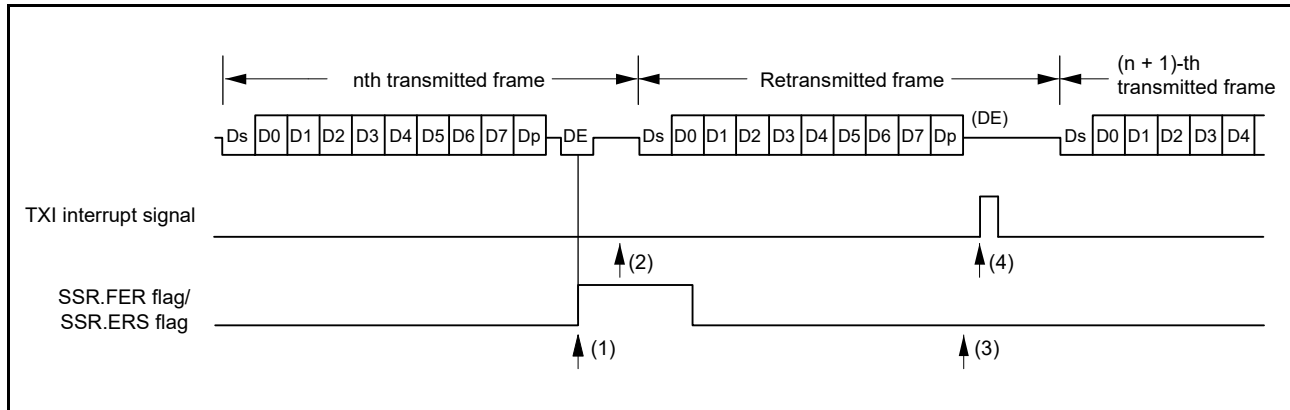 nth transmitted frame
Retransmitted frame
(n + 1)-th
transmitted frame
Ds D0 D1 D2 D3 D4 D5 D6 D7 Dp DE Ds D0 D1 D2 D3 D4 D5 D6 D7 Dp (DE) Ds D0 D1 D2 D3 D4
TXI interrupt signal
(2) (4)
SSR.FER flag/
SSR.ERS flag
(1) (3)